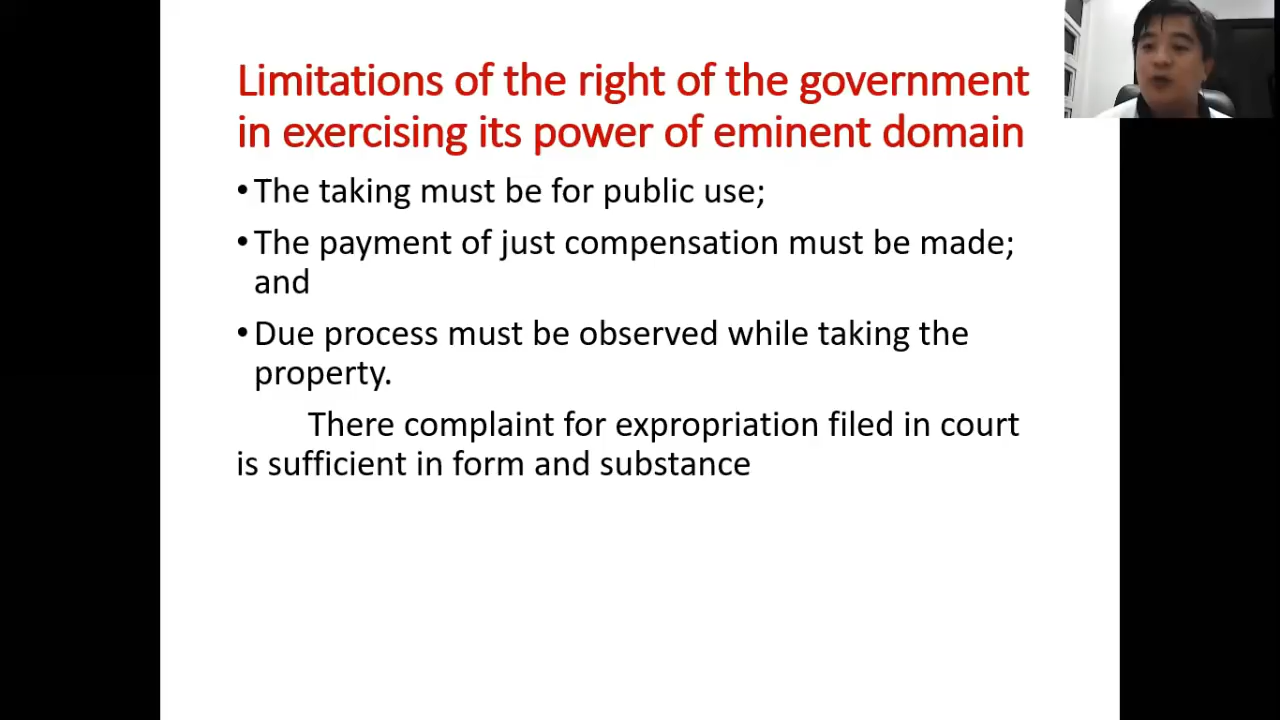 Limitations of the right of the government
in exercising its power of eminent domain
•The taking must be for public use;
•The payment of just compensation must be made;
and
•Due process must be observed while taking the
property.
There complaint for expropriation filed in court
is sufficient in form and substance